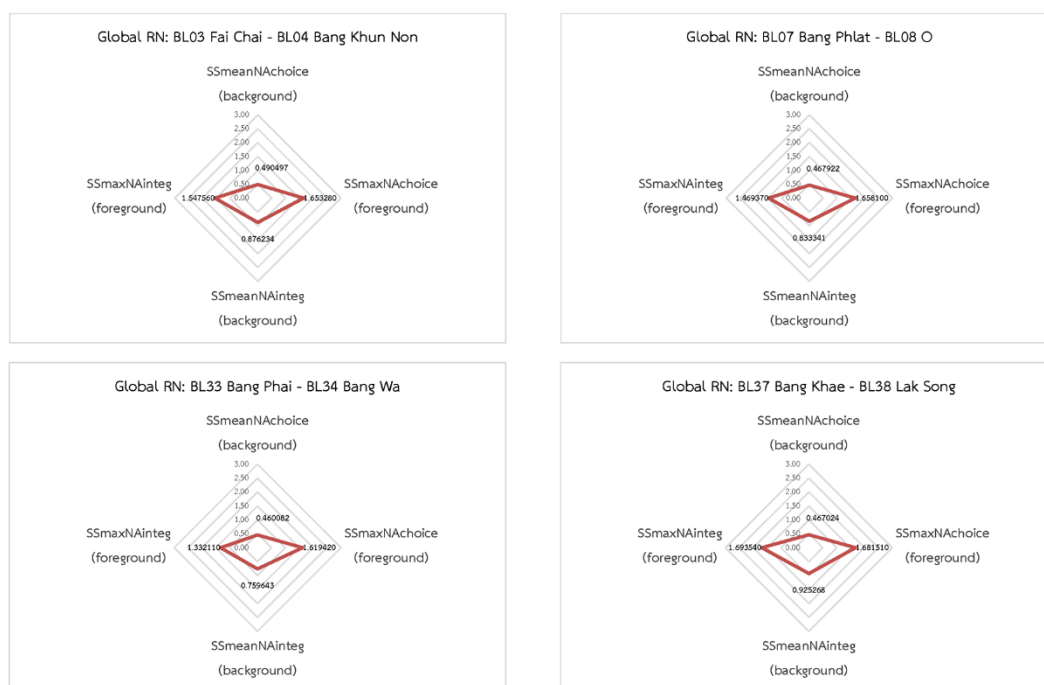 Global RN: BL03 Fai Chai - BL04 Bang Khun Non
SSmeanNAchoice
(background)
3.00
2.50
2.00
1.50
1.00
0.50
0.00
0.490497
SSmaxNAinteg
(foreground)
1.547560
1.653280
SSmaxNAchoice
(foreground)
0.876234
SSmeanNAinteg
(background)
Global RN: BL07 Bang Phlat - BL08 O
SSmeanNAchoice
(background)
3.00
2.50
2.00
1.50
1.00
0.50
0.00
0.467922
SSmaxNAinteg
(foreground)
1.469370
1.658100
SSmaxNAchoice
(foreground)
0.833341
SSmeanNAinteg
(background)
Global RN: BL33 Bang Phai - BL34 Bang Wa
SSmeanNAchoice
(background)
3.00
2.50
2.00
1.50
1.00
0.50
0.00
0.460082
SSmaxNAinteg
(foreground)
1.332110
1.619420
SSmaxNAchoice
(foreground)
0.759643
SSmeanNAinteg
(background)
Global RN: BL37 Bang Khae - BL38 Lak Song
SSmeanNAchoice
(background)
3.00
2.50
2.00
1.50
1.00
0.50
0.00
0.467024
SSmaxNAinteg
(foreground)
1.693540
1.681510
SSmaxNAchoice
(foreground)
0.925268
SSmeanNAinteg
(background)